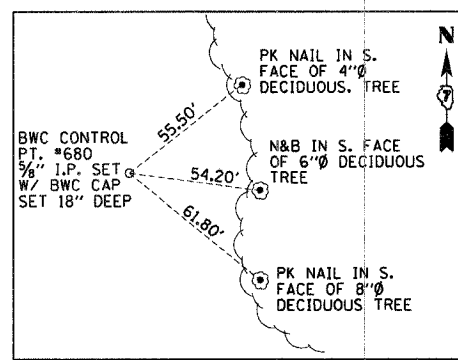 PK NAIL IN S.
FACE OF 4"Ø
DECIDUOUS. TREE
N
7
55.50'
BWC CONTROL
PT. #680
5/8" I.P. SET
W/ BWC CAP
SET 18" DEEP
N&B IN S. FACE
OF 6"Ø DECIDUOUS
TREE
54.20'
61.80'
PK NAIL IN S.
FACE OF 8"Ø
DECIDUOUS TREE